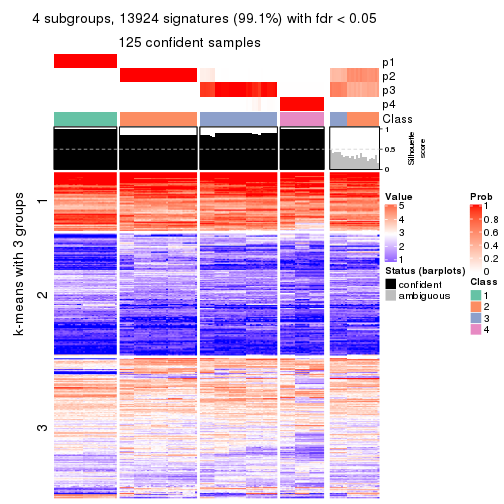 4 subgroups, 13924 signatures (99.1%) with fdr < 0.05
125 confident samples
p1
p2
p3
p4
Class
1
0.5
0
Silhouette
score
k-means with 3 groups
1
2
3
Value
5
4
3
2
1
Status (barplots)
confident
ambiguous
Prob
1
0.8
0.6
0.4
0.2
0
Class
1
2
3
4